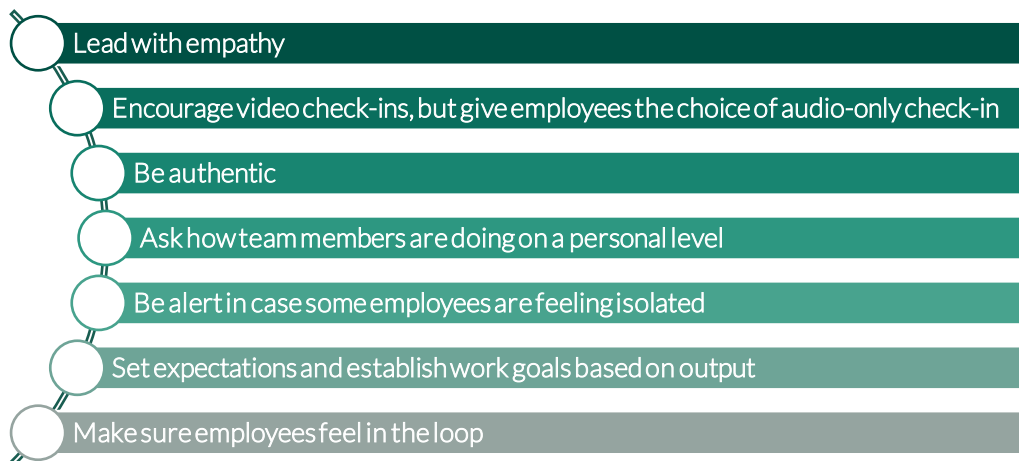 Lead with empathy
Encourage video check-ins, but give employees the choice of audio-only check-in
Be authentic
Ask how team members are doing on a personal level
Be alert in case some employees are feeling isolated
Set expectations and establish work goals based on output
Make sure employees feel in the loop